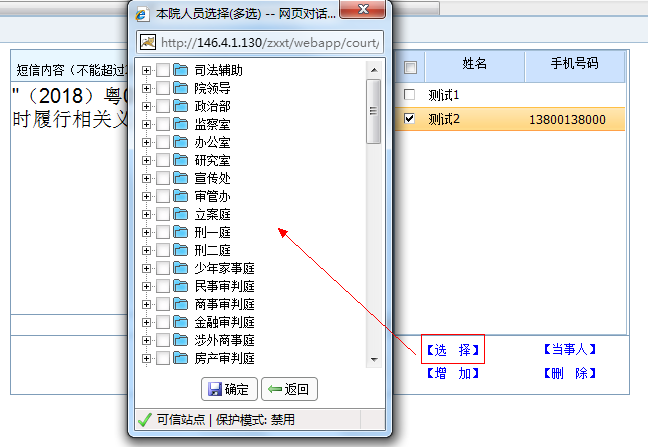 本院人员选择(多选) -- 网页对话...
http://146.4.1.130/zxxt/webapp/court/
短信内容（不能超过
"（2018）粤
时履行相关义
司法辅助
院领导
政治部
监察室
办公室
研究室
宣传处
审管办
立案庭
刑一庭
刑二庭
少年家事庭
民事审判庭
商事审判庭
金融审判庭
涉外商事庭
房产审判庭
确定 返回
可信站点 | 保护模式: 禁用
姓名 手机号码
测试1
测试2 13800138000
【选 择】 【当事人】
【增 加】 【删 除】